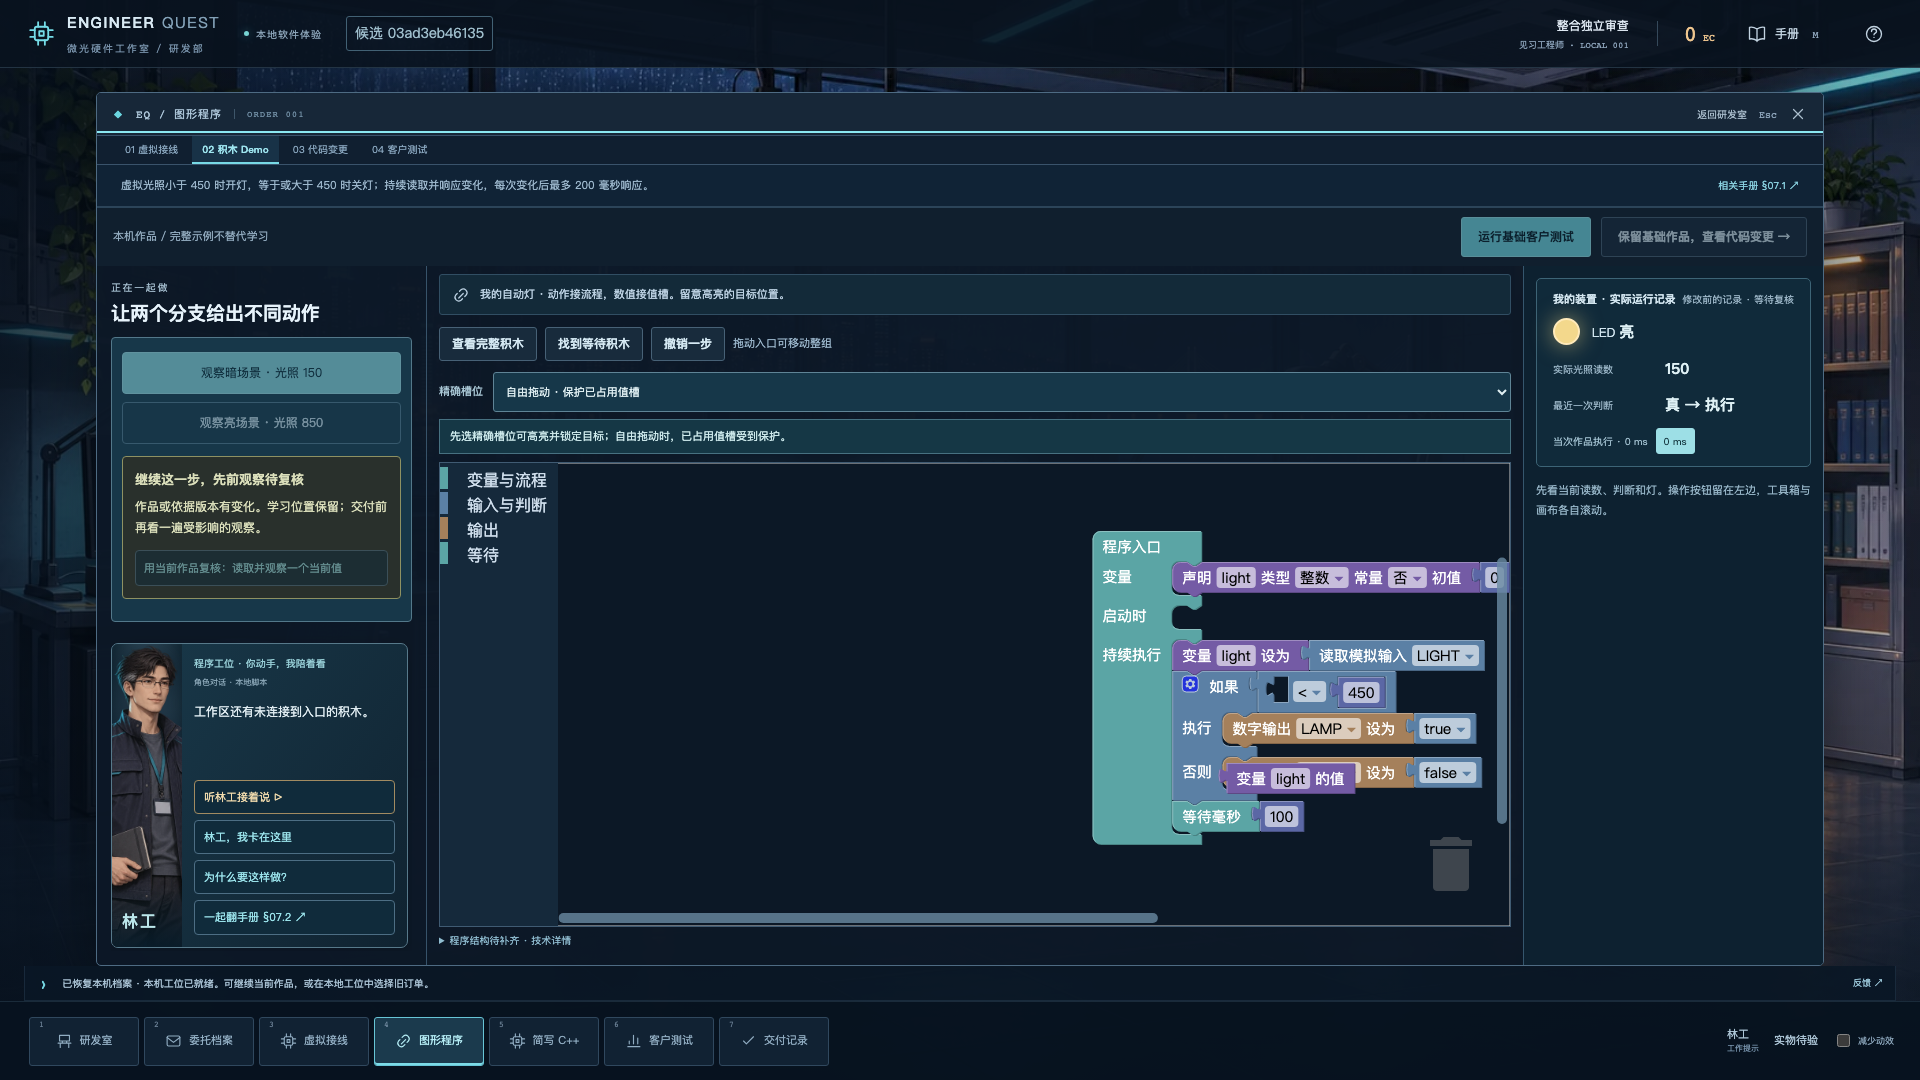 ENGINEER QUEST
微光硬件工作室 / 研发部
本地软件体验
候选 03ad3eb46135
整合独立审查
见习工程师 · LOCAL 001
0 EC
手册 M
EQ / 图形程序
ORDER 001
返回研发室 Esc
01 虚拟接线
02 积木 Demo
03 代码变更
04 客户测试
虚拟光照小于 450 时开灯，等于或大于 450 时关灯；持续读取并响应变化，每次变化后最多 200 毫秒响应。
相关手册 §07.1 ↗
本机作品 / 完整示例不替代学习
运行基础客户测试
保留基础作品，查看代码变更 →
正在一起做
让两个分支给出不同动作
观察暗场景 · 光照 150
观察亮场景 · 光照 850
继续这一步，先前观察待复核
作品或依据版本有变化。学习位置保留；交付前
再看一遍受影响的观察。
用当前作品复核：读取并观察一个当前值
程序工位 · 你动手，我陪着看
角色对话 · 本地脚本
工作区还有未连接到入口的积木。
听林工接着说 ▷
林工，我卡在这里
为什么要这样做？
一起翻手册 §07.2 ↗
林工
我的自动灯 · 动作接流程，数值接值槽。留意高亮的目标位置。
查看完整积木
找到等待积木
撤销一步
拖动入口可移动整组
精确槽位
自由拖动 · 保护已占用值槽
先选精确槽位可高亮并锁定目标；自由拖动时，已占用值槽受到保护。
变量与流程
输入与判断
输出
等待
程序入口
变量
声明 light 类型 整数 常量 否 初值 0
启动时
持续执行
变量 light 设为 读取模拟输入 LIGHT
如果 < 450
执行 数字输出 LAMP 设为 true
否则 变量 light 的值 设为 false
等待毫秒 100
程序结构待补齐 · 技术详情
我的装置 · 实际运行记录 修改前的记录 · 等待复核
LED 亮
实际光照读数 150
最近一次判断 真 → 执行
当次作品执行 · 0 ms 0 ms
先看当前读数、判断和灯。操作按钮留在左边，工具箱与
画布各自滚动。
已恢复本机档案 · 本机工位已就绪。可继续当前作品，或在本地工位中选择旧订单。
反馈 ↗
1 研发室
2 委托档案
3 虚拟接线
4 图形程序
5 简写 C++
6 客户测试
7 交付记录
林工
工作提示
实物待验
减少动效